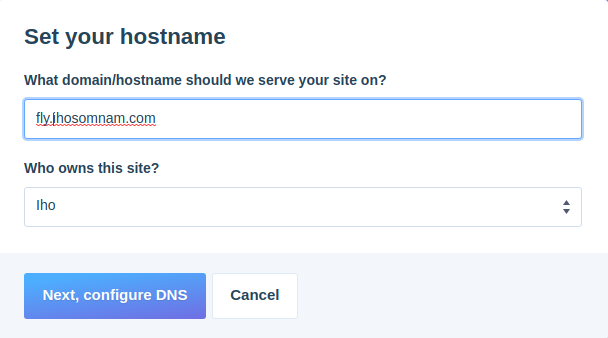 Set your hostname
What domain/hostname should we serve your site on?
fly.ihosomnam.com
Who owns this site?
Iho
Next, configure DNS
Cancel